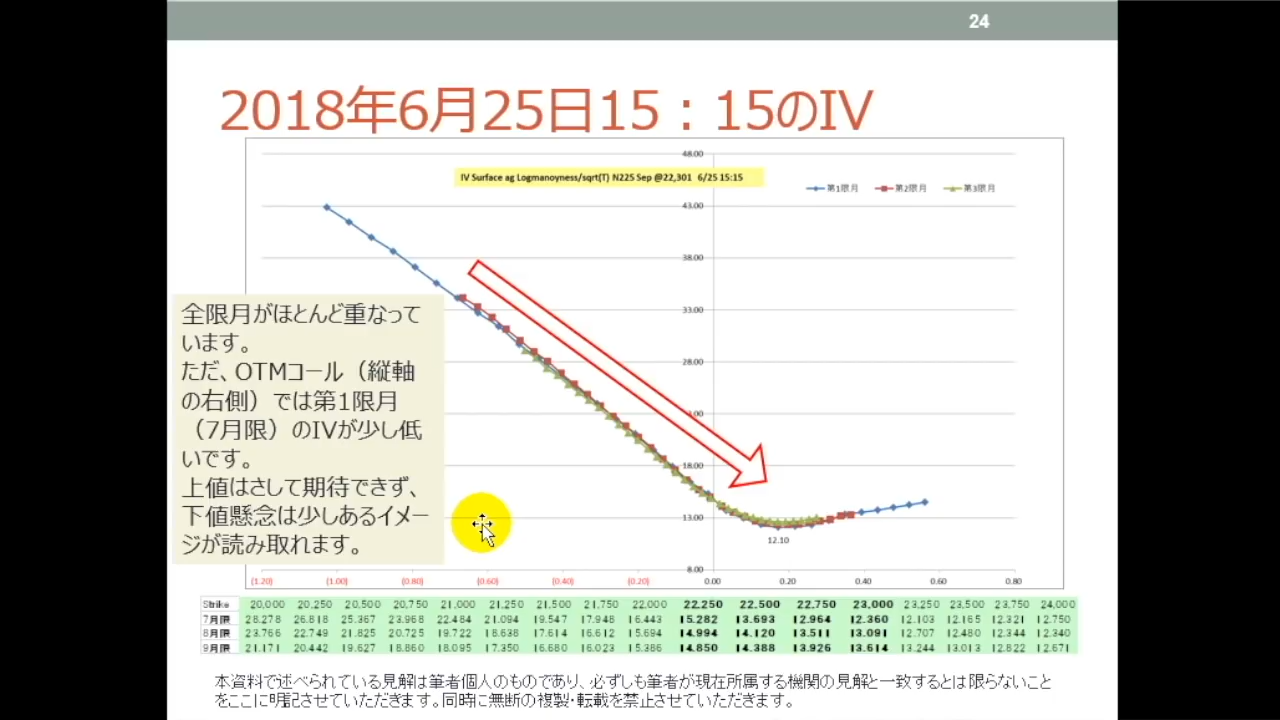 24
2018年6月25日15：15のIV
48.00
IV Surface ag Logmanoyness/sqrt(T) N225 Sep @22,301 6/25 15:15
第1限月 第2限月 第3限月
43.00
38.00
33.00
28.00
18.00
13.00
12.10
8.00
全限月がほとんど重なって
います。
ただ、OTMコール（縦軸
の右側）では第1限月
（7月限）のIVが少し低
いです。
上値はさして期待できず、
下値懸念は少しあるイメー
ジが読み取れます。
(1.20) (1.00) (0.80) (0.60) (0.40) (0.20) 0.00 0.20 0.40 0.60 0.80
Strike 20,000 20,250 20,500 20,750 21,000 21,250 21,500 21,750 22,000 22,250 22,500 22,750 23,000 23,250 23,500 23,750 24,000
7月限 28.278 26.818 25.367 23.968 22.484 21.094 19.547 17.948 16.443 15.282 13.693 12.964 12.360 12.103 12.165 12.321 12.750
8月限 23.766 22.749 21.825 20.725 19.722 18.638 17.614 16.612 15.694 14.994 14.120 13.511 13.091 12.707 12.480 12.344 12.340
9月限 21.171 20.442 19.627 18.860 18.095 17.350 16.680 16.023 15.386 14.850 14.388 13.926 13.614 13.244 13.013 12.822 12.671
本資料で述べられている見解は筆者個人のものであり、必ずしも筆者が現在所属する機関の見解と一致するとは限らないこと
をここに明記させていただきます。同時に無断の複製・転載を禁止させていただきます。